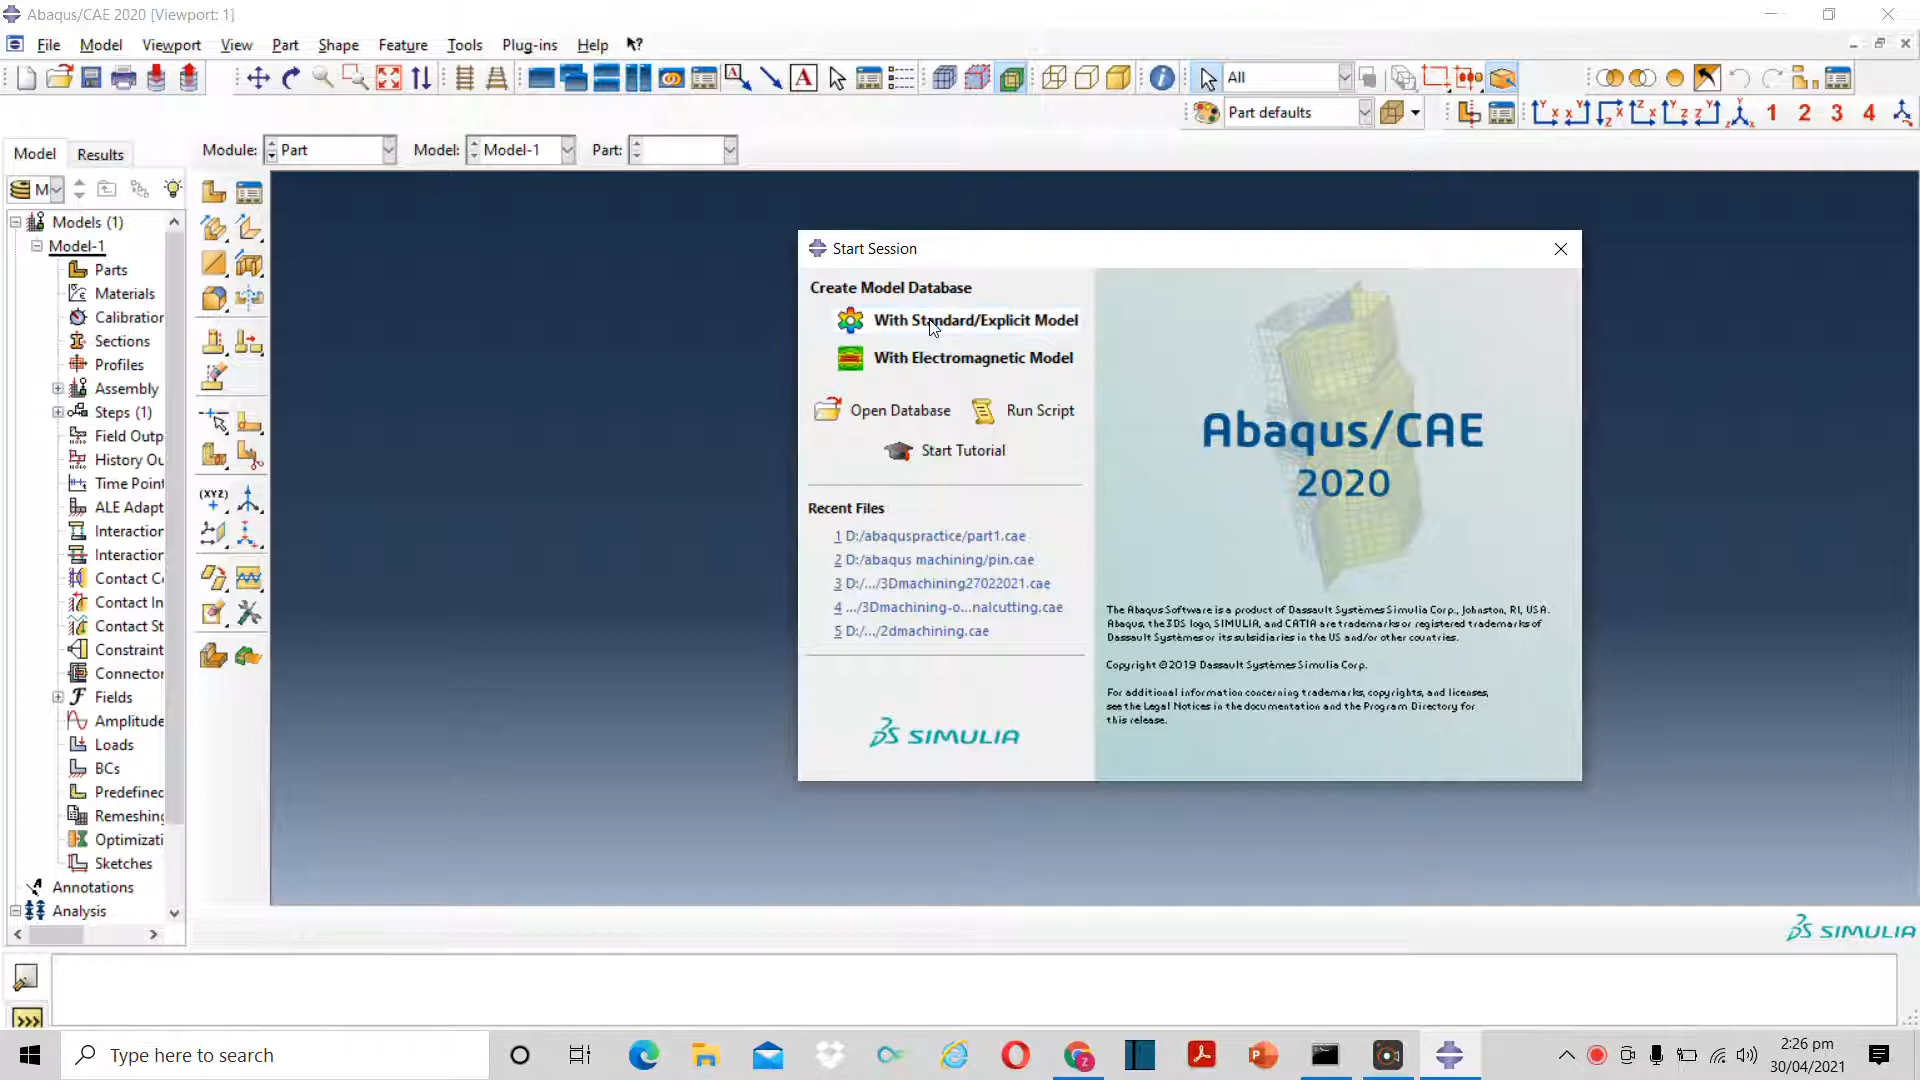 Abaqus/CAE 2020 [Viewport: 1]
File Model Viewport View Part Shape Feature Tools Plug-ins Help
All
Part defaults
1 2 3 4
Model Results
Module: Part Model: Model-1 Part:
M
Models (1)
Model-1
Parts
Materials
Calibration
Sections
Profiles
Assembly
Steps (1)
Field Outp
History Ou
Time Point
ALE Adapt
Interaction
Interaction
Contact Co
Contact In
Contact St
Constraint
Connector
Fields
Amplitude
Loads
BCs
Predefined
Remeshing
Optimizati
Sketches
Annotations
Analysis
(XYZ)
Start Session
Create Model Database
With Standard/Explicit Model
With Electromagnetic Model
Open Database Run Script
Start Tutorial
Recent Files
1 D:/abaquspractice/part1.cae
2 D:/abaqus machining/pin.cae
3 D:/.../3Dmachining27022021.cae
4 .../3Dmachining-o...nalcutting.cae
5 D:/.../2dmachining.cae
SIMULIA
Abaqus/CAE
2020
The Abaqus Software is a product of Dassault Systèmes Simulia Corp., Johnston, RI, USA.
Abaqus, the 3DS logo, SIMULIA, and CATIA are trademarks or registered trademarks of
Dassault Systèmes or its subsidiaries in the US and/or other countries.
Copyright ©2019 Dassault Systèmes Simulia Corp.
For additional information concerning trademarks, copyrights, and licenses,
see the Legal Notices in the documentation and the Program Directory for
this release.
SIMULIA
>>>
Type here to search
2:26 pm
30/04/2021